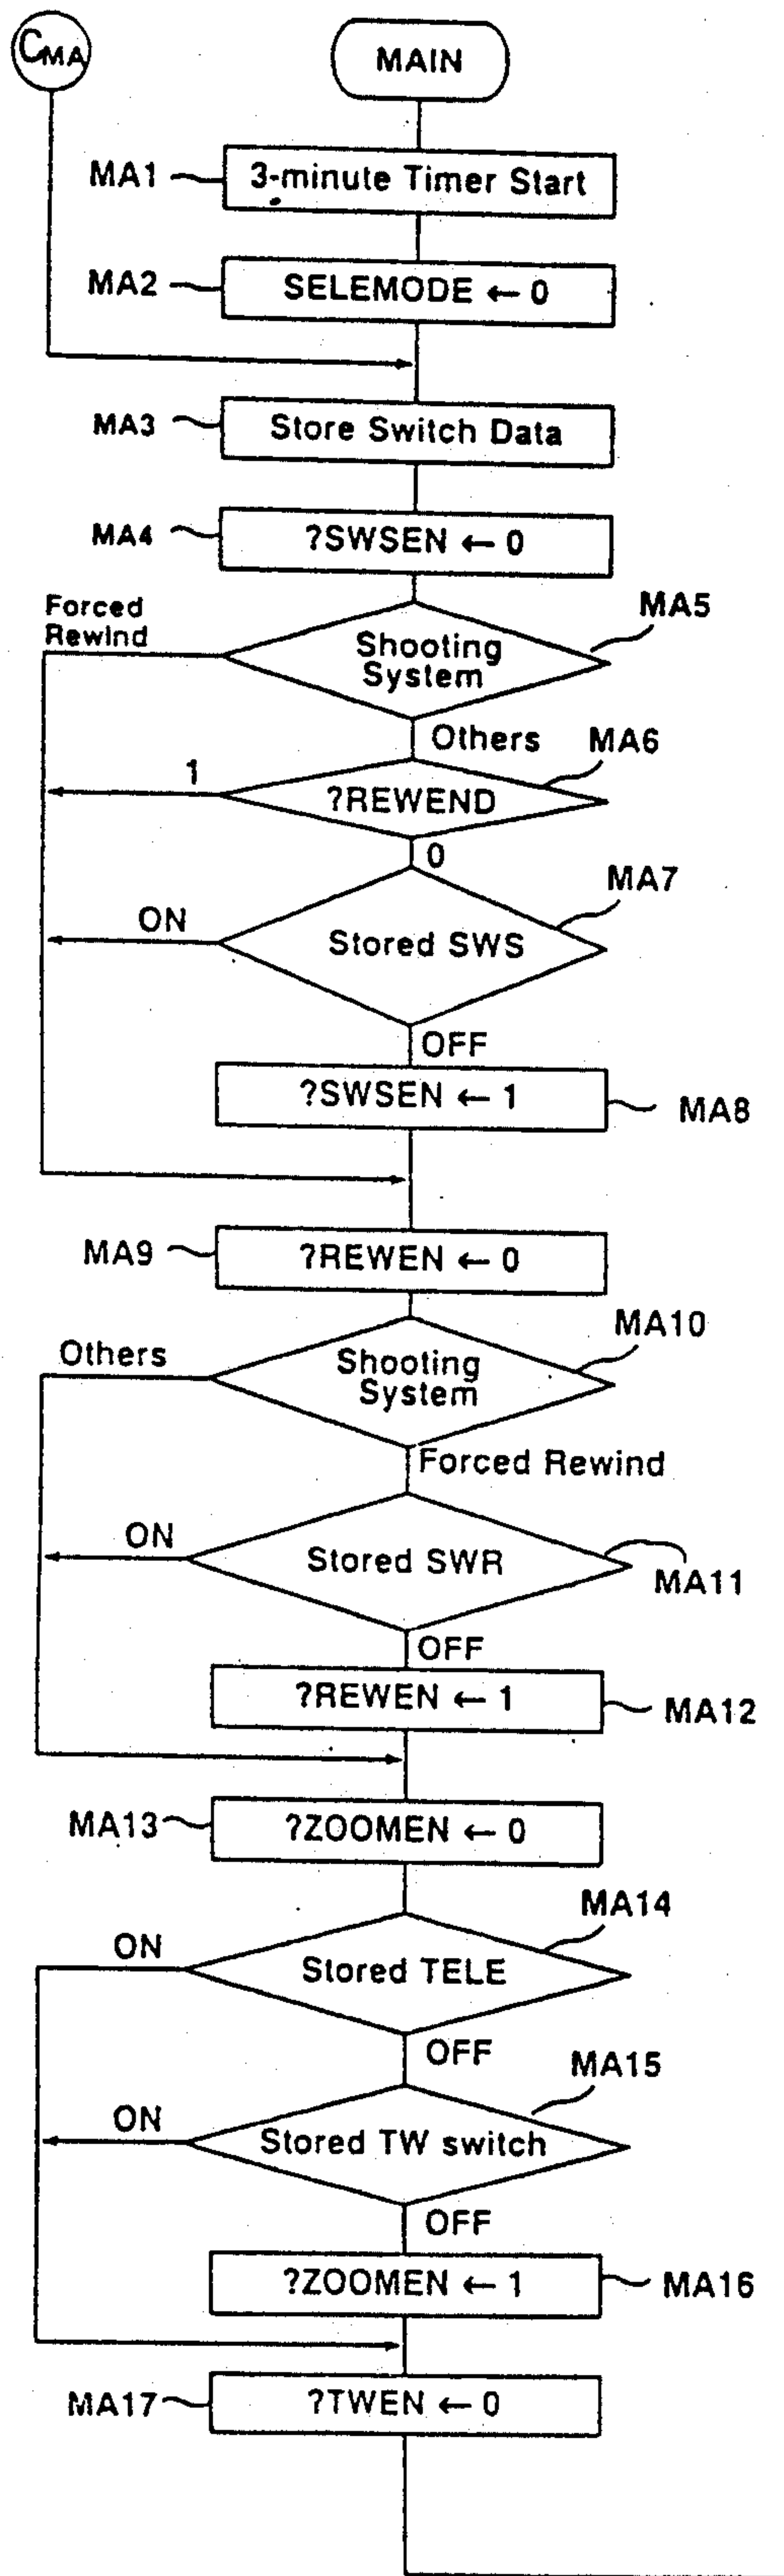 CMA
MAIN
MA1
3-minute Timer Start
MA2
SELEMODE ← 0
MA3
Store Switch Data
MA4
?SWSEN ← 0
Forced
Rewind
MA5
Shooting
System
Others
MA6
1
?REWEND
0
MA7
ON
Stored SWS
OFF
?SWSEN ← 1
MA8
MA9
?REWEN ← 0
MA10
Others
Shooting
System
Forced Rewind
ON
Stored SWR
MA11
OFF
?REWEN ← 1
MA12
MA13
?ZOOMEN ← 0
MA14
ON
Stored TELE
OFF
MA15
ON
Stored TW switch
OFF
?ZOOMEN ← 1
MA16
MA17
?TWEN ← 0